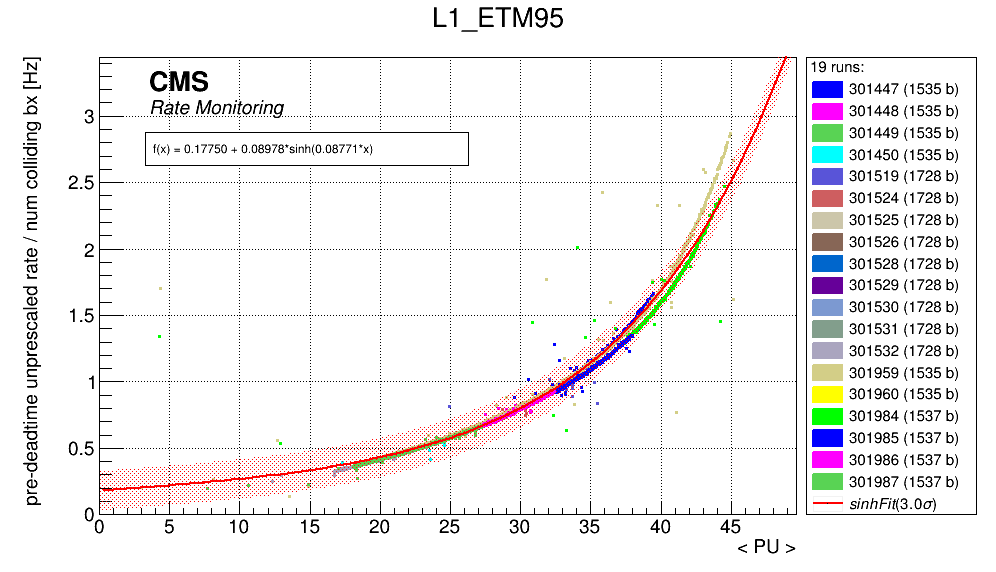 L1_ETM95
pre-deadtime unprescaled rate / num colliding bx [Hz]
CMS
Rate Monitoring
f(x) = 0.17750 + 0.08978*sinh(0.08771*x)
3
2.5
2
1.5
1
0.5
0
0 5 10 15 20 25 30 35 40 45
< PU >
19 runs:
301447 (1535 b)
301448 (1535 b)
301449 (1535 b)
301450 (1535 b)
301519 (1728 b)
301524 (1728 b)
301525 (1728 b)
301526 (1728 b)
301528 (1728 b)
301529 (1728 b)
301530 (1728 b)
301531 (1728 b)
301532 (1728 b)
301959 (1535 b)
301960 (1535 b)
301984 (1537 b)
301985 (1537 b)
301986 (1537 b)
301987 (1537 b)
sinhFit(3.0σ)